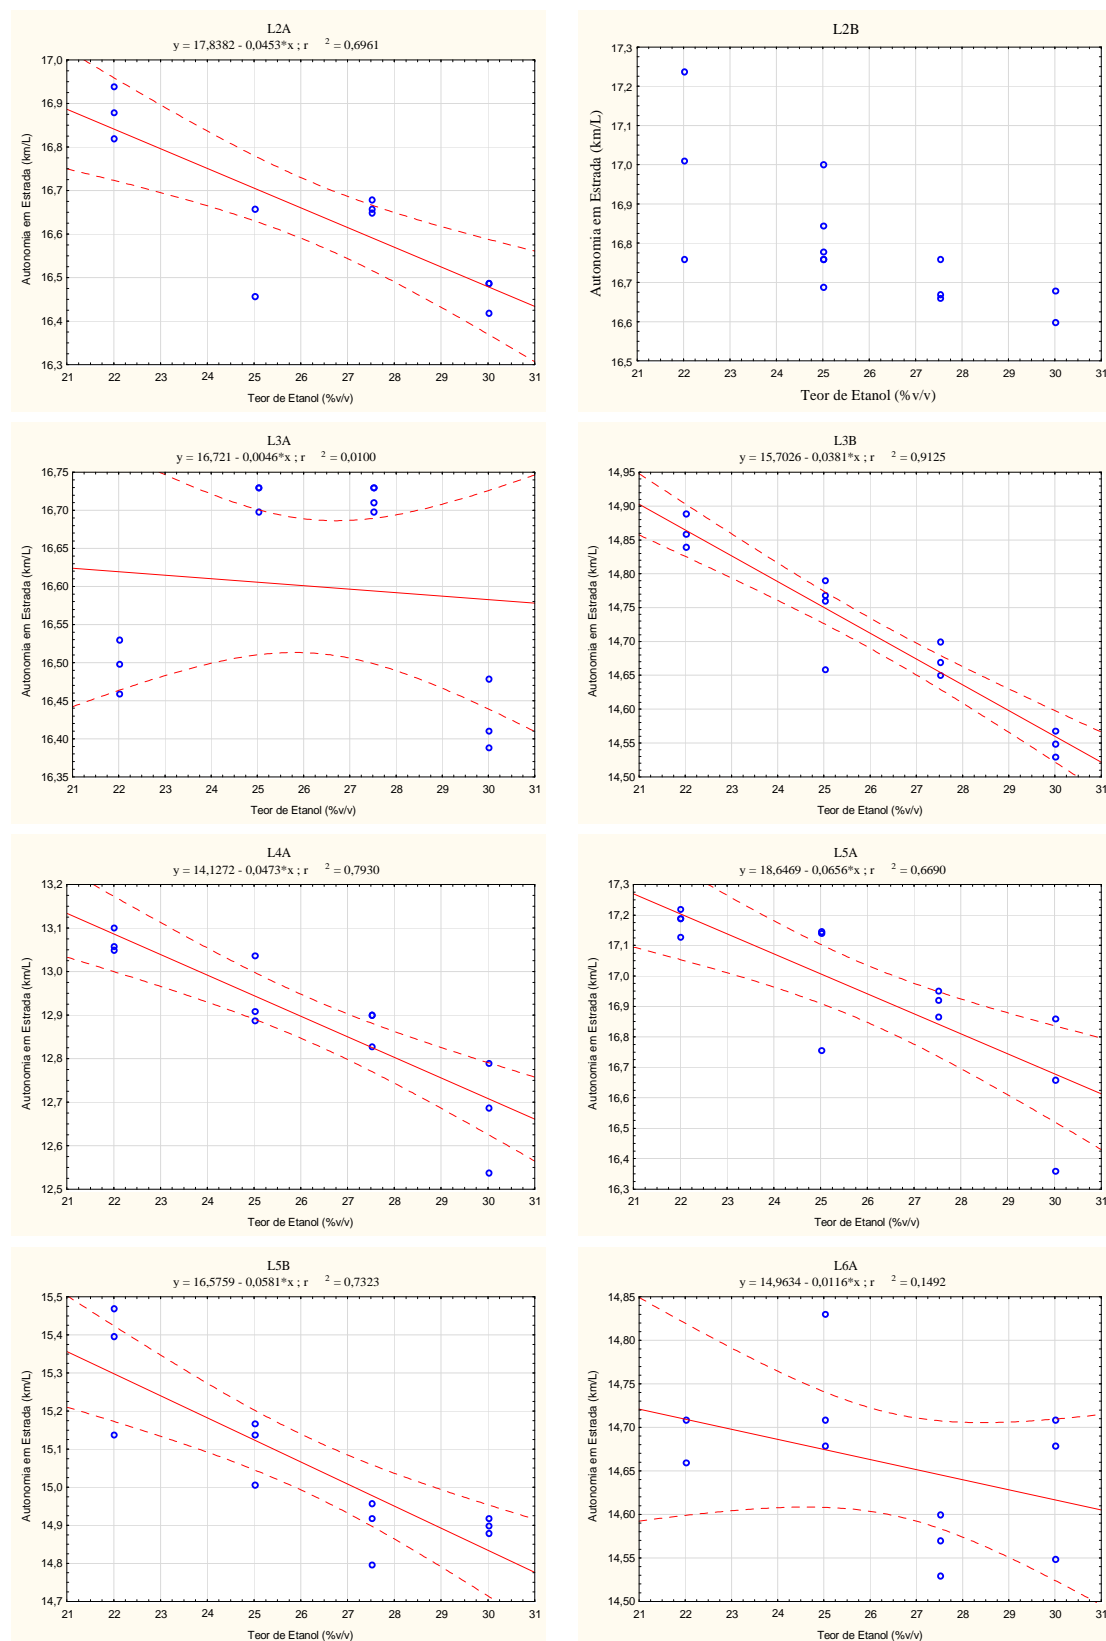 L2A
y = 17,8382 - 0,0453*x ; r 2 = 0,6961
17,0
16,9
16,8
16,7
16,6
16,5
16,4
16,3
21 22 23 24 25 26 27 28 29 30 31
Teor de Etanol (%v/v)
Autonomia em Estrada (km/L)
L2B
17,3
17,2
17,1
17,0
16,9
16,8
16,7
16,6
16,5
21 22 23 24 25 26 27 28 29 30 31
Teor de Etanol (%v/v)
Autonomia em Estrada (km/L)
L3A
y = 16,721 - 0,0046*x ; r 2 = 0,0100
16,75
16,70
16,65
16,60
16,55
16,50
16,45
16,40
16,35
21 22 23 24 25 26 27 28 29 30 31
Teor de Etanol (%v/v)
Autonomia em Estrada (km/L)
L3B
y = 15,7026 - 0,0381*x ; r 2 = 0,9125
14,95
14,90
14,85
14,80
14,75
14,70
14,65
14,60
14,55
14,50
21 22 23 24 25 26 27 28 29 30 31
Teor de Etanol (%v/v)
Autonomia em Estrada (km/L)
L4A
y = 14,1272 - 0,0473*x ; r 2 = 0,7930
13,2
13,1
13,0
12,9
12,8
12,7
12,6
12,5
21 22 23 24 25 26 27 28 29 30 31
Teor de Etanol (%v/v)
Autonomia em Estrada (km/L)
L5A
y = 18,6469 - 0,0656*x ; r 2 = 0,6690
17,3
17,2
17,1
17,0
16,9
16,8
16,7
16,6
16,5
16,4
16,3
21 22 23 24 25 26 27 28 29 30 31
Teor de Etanol (%v/v)
Autonomia em Estrada (km/L)
L5B
y = 16,5759 - 0,0581*x ; r 2 = 0,7323
15,5
15,4
15,3
15,2
15,1
15,0
14,9
14,8
14,7
21 22 23 24 25 26 27 28 29 30 31
Teor de Etanol (%v/v)
Autonomia em Estrada (km/L)
L6A
y = 14,9634 - 0,0116*x ; r 2 = 0,1492
14,85
14,80
14,75
14,70
14,65
14,60
14,55
14,50
21 22 23 24 25 26 27 28 29 30 31
Teor de Etanol (%v/v)
Autonomia em Estrada (km/L)